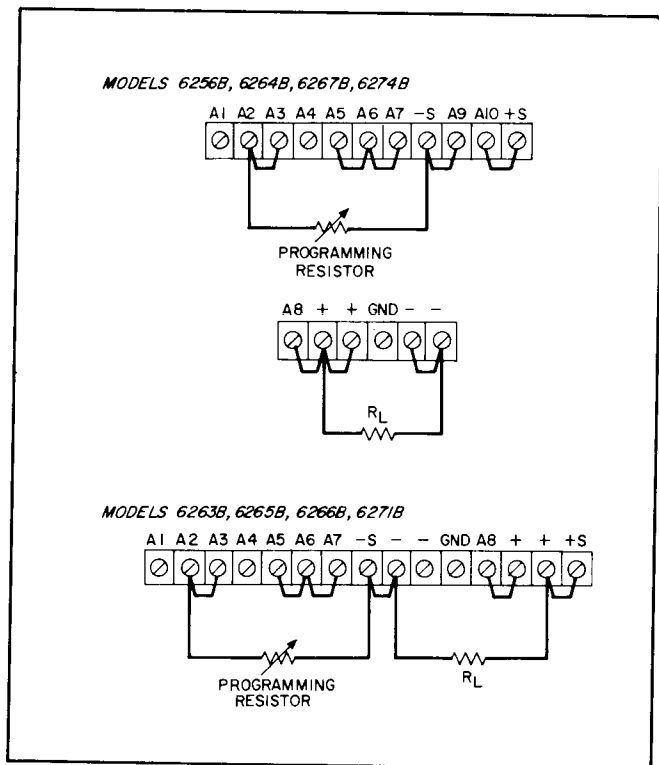 MODELS 6256B, 6264B, 6267B, 6274B
A1 A2 A3 A4 A5 A6 A7 -S A9 A10 +S
PROGRAMMING
RESISTOR
A8 + + GND - -
RL
MODELS 6263B, 6265B, 6266B, 6271B
A1 A2 A3 A4 A5 A6 A7 -S - - GND A8 + + +S
PROGRAMMING
RESISTOR
RL